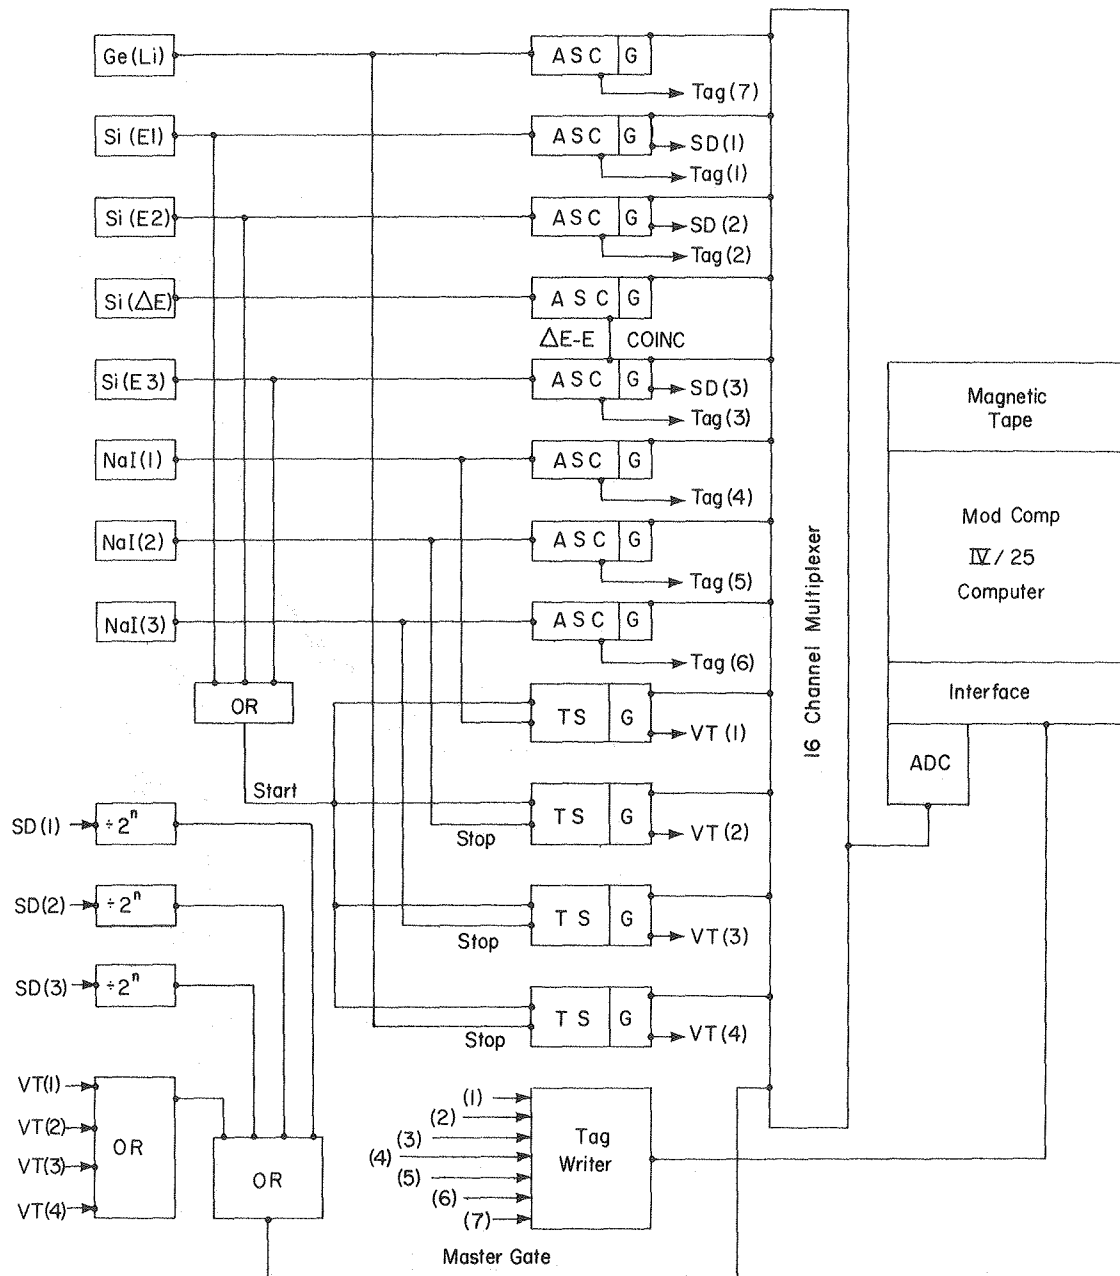 Ge(Li)
ASC G
Tag(7)
Si(E1)
ASC G
SD(1)
Tag(1)
Si(E2)
ASC G
SD(2)
Tag(2)
Si(ΔE)
ASC G
ΔE-E COINC
Si(E3)
ASC G
SD(3)
Tag(3)
NaI(1)
ASC G
Tag(4)
NaI(2)
ASC G
Tag(5)
NaI(3)
ASC G
Tag(6)
OR
TS G
VT(1)
Start
TS G
Stop
VT(2)
TS G
Stop
VT(3)
TS G
Stop
VT(4)
16 Channel Multiplexer
Magnetic
Tape
Mod Comp
IV/25
Computer
Interface
ADC
SD(1) ÷2ⁿ
SD(2) ÷2ⁿ
SD(3) ÷2ⁿ
VT(1)
VT(2)
VT(3)
VT(4)
OR
OR
(1)
(2)
(3)
(4)
(5)
(6)
(7)
Tag
Writer
Master Gate